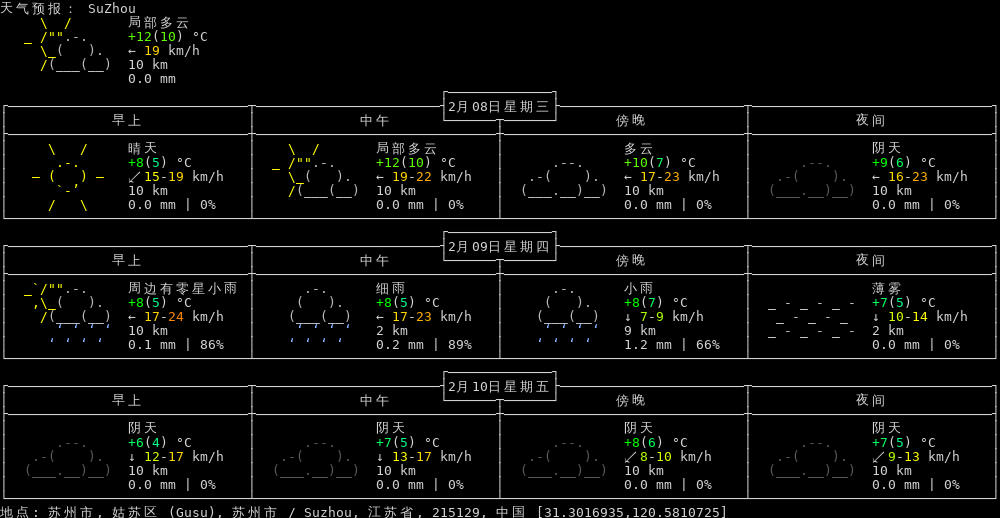 天气预报: SuZhou
局部多云
+12(10) °C
← 19 km/h
10 km
0.0 mm
2月08日星期三
早上 中午 傍晚 夜间
晴天 局部多云 多云 阴天
+8(5) °C +12(10) °C +10(7) °C +9(6) °C
↙ 15-19 km/h ← 19-22 km/h ← 17-23 km/h ← 16-23 km/h
10 km 10 km 10 km 10 km
0.0 mm | 0% 0.0 mm | 0% 0.0 mm | 0% 0.0 mm | 0%
2月09日星期四
早上 中午 傍晚 夜间
周边有零星小雨 细雨 小雨 薄雾
+8(5) °C +8(5) °C +8(7) °C +7(5) °C
← 17-24 km/h ← 17-23 km/h ↓ 7-9 km/h ↓ 10-14 km/h
10 km 2 km 9 km 2 km
0.1 mm | 86% 0.2 mm | 89% 1.2 mm | 66% 0.0 mm | 0%
2月10日星期五
早上 中午 傍晚 夜间
阴天 阴天 阴天 阴天
+6(4) °C +7(5) °C +8(6) °C +7(5) °C
↓ 12-17 km/h ↓ 13-17 km/h ↙ 8-10 km/h ↙ 9-13 km/h
10 km 10 km 10 km 10 km
0.0 mm | 0% 0.0 mm | 0% 0.0 mm | 0% 0.0 mm | 0%
地点: 苏州市, 姑苏区 (Gusu), 苏州市 / Suzhou, 江苏省, 215129, 中国 [31.3016935,120.5810725]